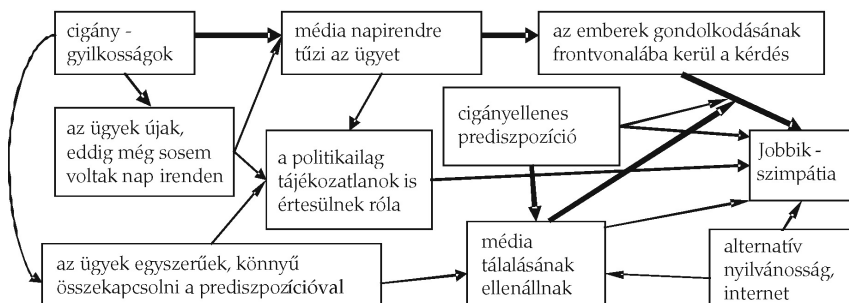 cigány -
gyilkosságok
média napirendre
tűzi az ügyet
az emberek gondolkodásának
frontvonalába kerül a kérdés
az ügyek újak,
eddig még sosem
voltak nap irenden
a politikailag
tájékozatlanok is
értesülnek róla
cigányellenes
prediszpozíció
Jobbik -
szimpátia
az ügyek egyszerűek, könnyű
összekapcsolni a prediszpozícióval
média
tálalásának
ellenállnak
alternatív
nyilvánosság,
internet